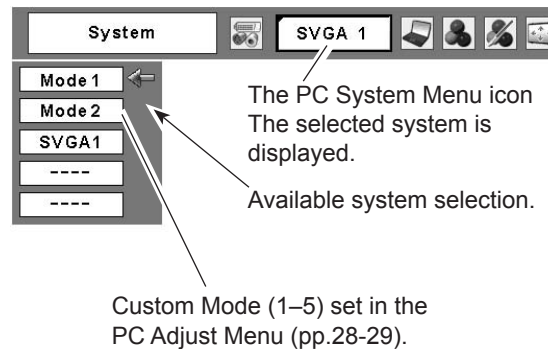 System
SVGA 1
Mode 1
Mode 2
SVGA1
----
----
The PC System Menu icon
The selected system is
displayed.
Available system selection.
Custom Mode (1–5) set in the
PC Adjust Menu (pp.28-29).